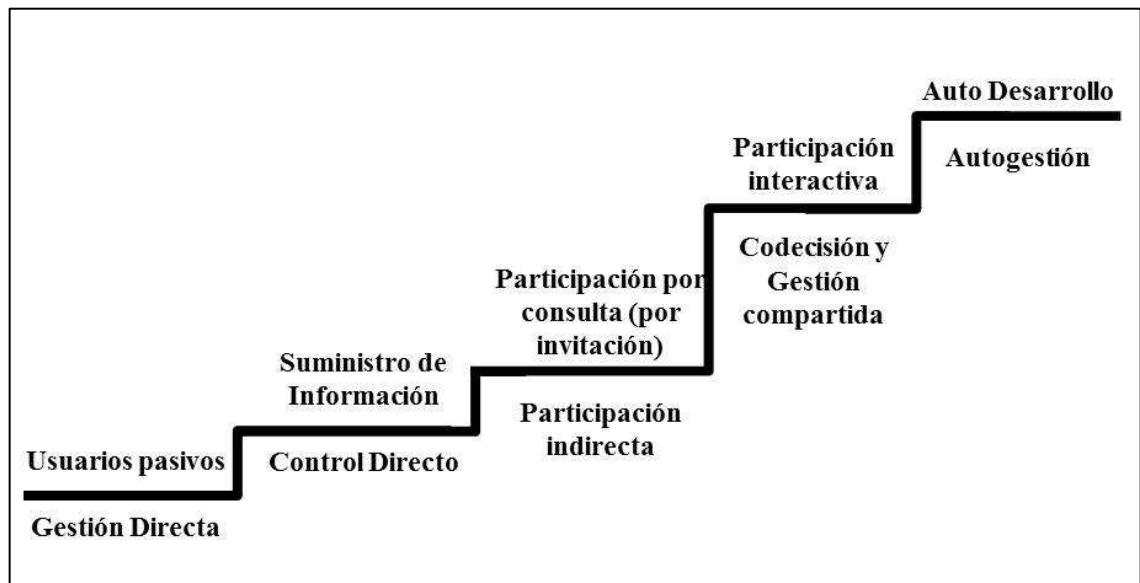 Usuarios pasivos
Gestión Directa
Suministro de
Información
Control Directo
Participación por
consulta (por
invitación)
Participación
indirecta
Participación
interactiva
Codecisión y
Gestión
compartida
Auto Desarrollo
Autogestión